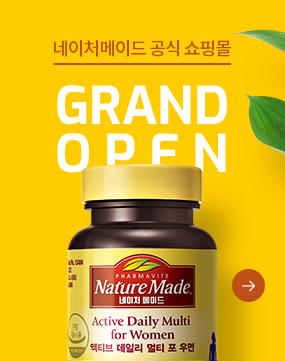 네이처메이드 공식 쇼핑몰
GRAND
OPEN
PHARMAVITE
Nature Made
네이처 메이드
Active Daily Multi
for Women
액티브 데일리 멀티 포 우먼